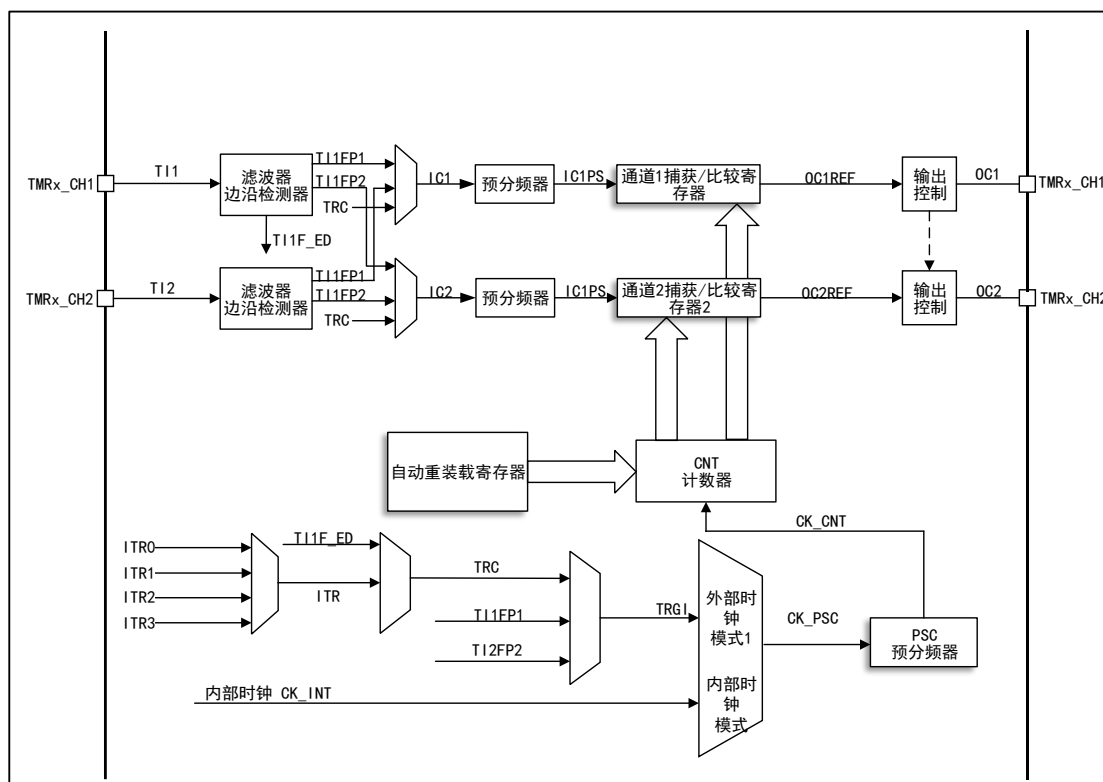 TMRx_CH1
TI1
滤波器
边沿检测器
TI1FP1
TI1FP2
TRC
TI1F_ED
IC1
预分频器
IC1PS
通道1捕获/比较寄
存器
OC1REF
输出
控制
OC1
TMRx_CH1
TMRx_CH2
TI2
滤波器
边沿检测器
TI1FP1
TI1FP2
TRC
IC2
预分频器
IC1PS
通道2捕获/比较寄
存器2
OC2REF
输出
控制
OC2
TMRx_CH2
自动重装载寄存器
CNT
计数器
CK_CNT
ITR0
ITR1
ITR2
ITR3
TI1F_ED
ITR
TRC
TI1FP1
TI2FP2
TRGI
外部时
钟
模式1
内部时
钟
模式
CK_PSC
PSC
预分频器
内部时钟 CK_INT